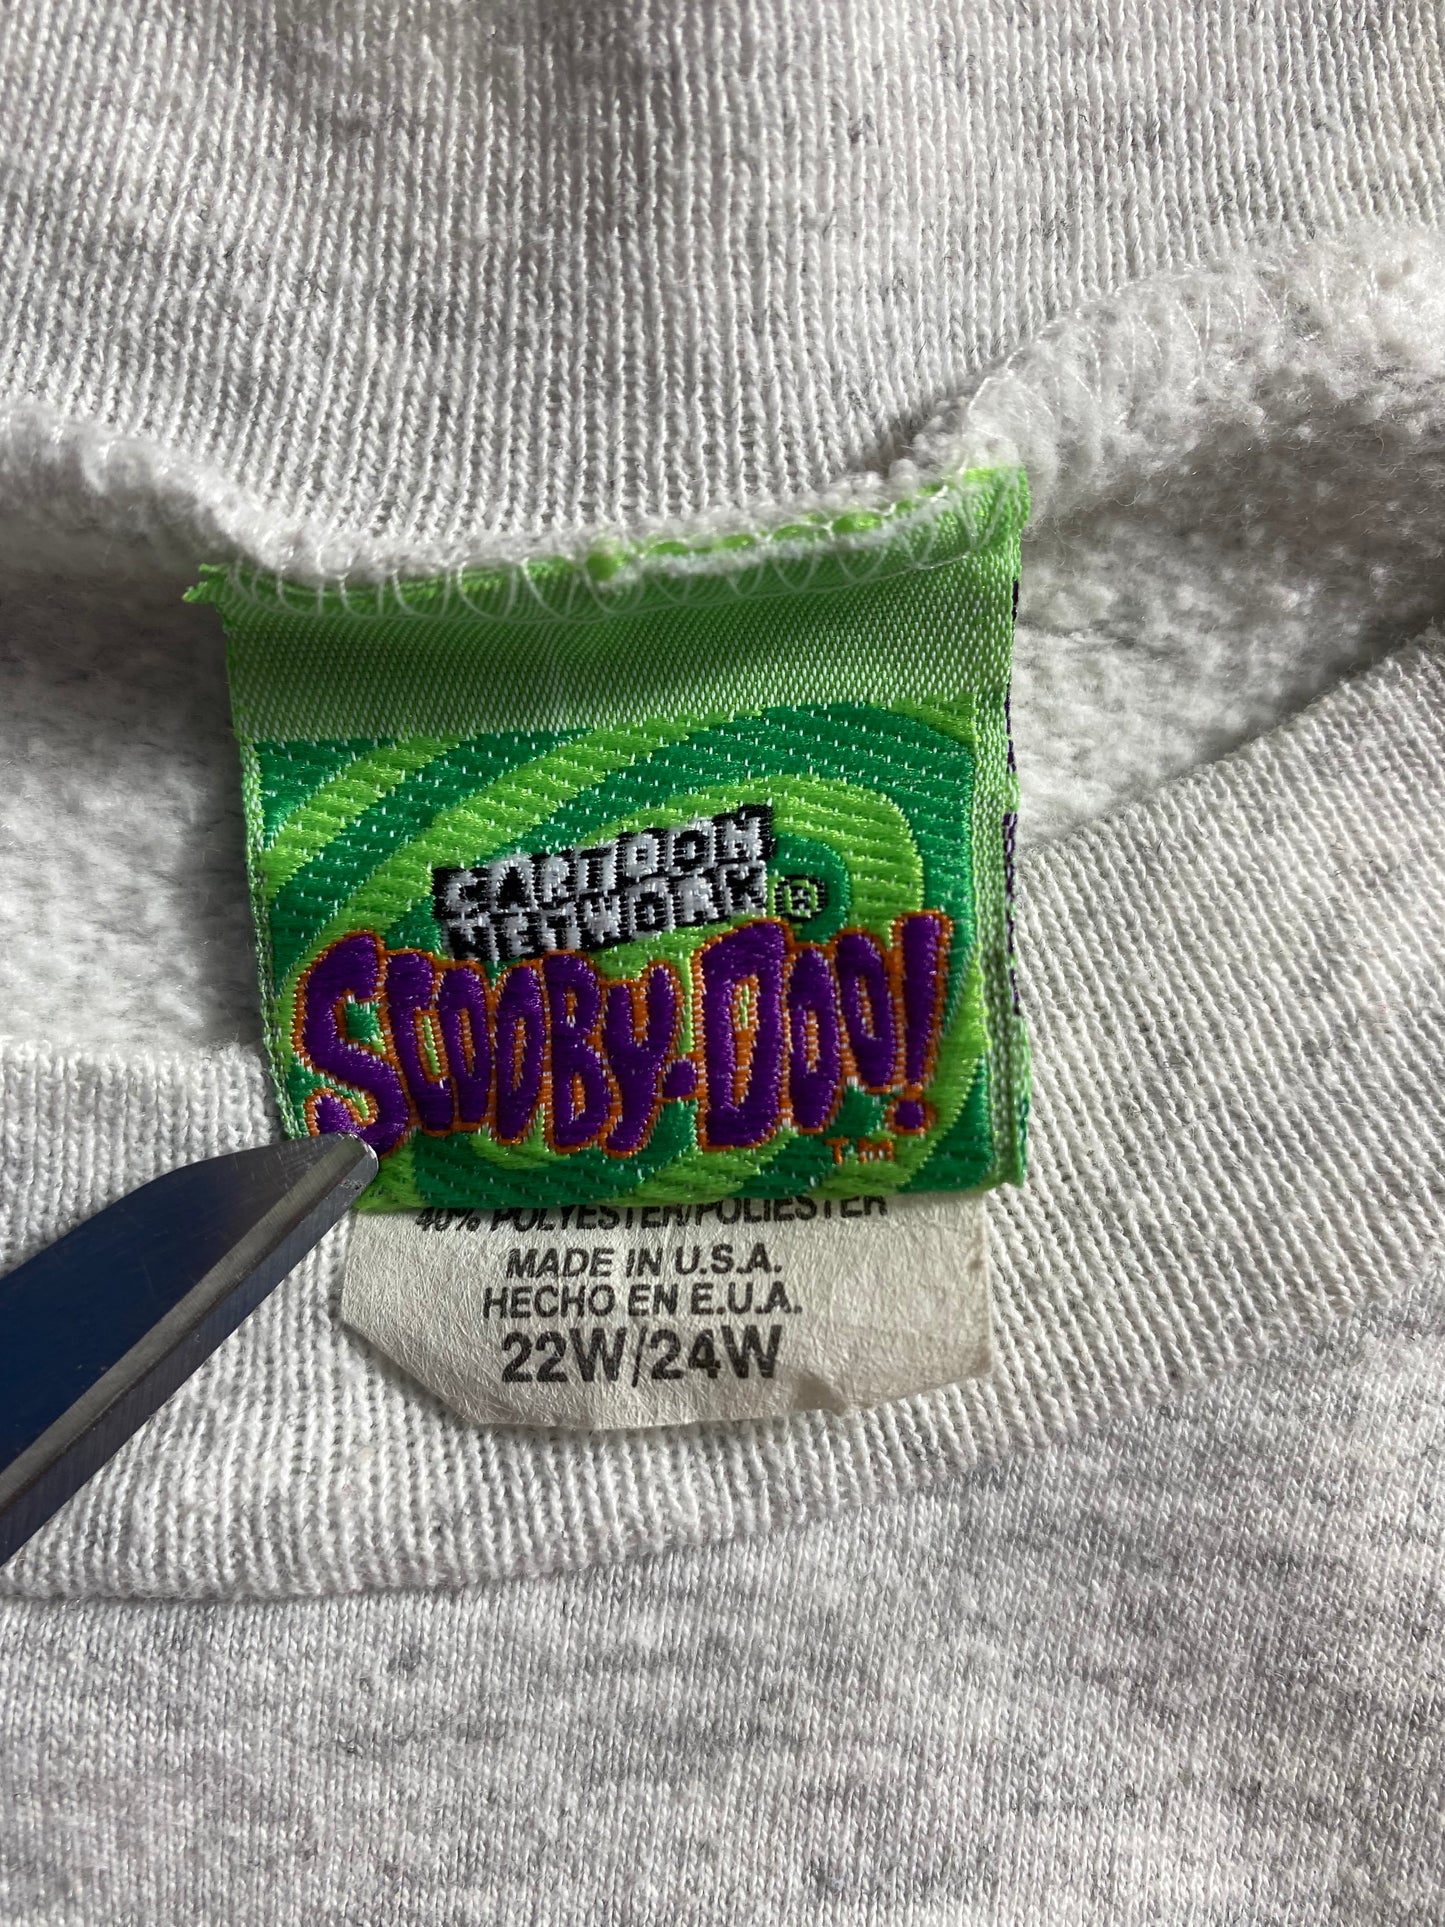 CARTOON
NETWORK®
SCOOBY-DOO!
TM
40% POLYESTER/POLIESTER
MADE IN U.S.A.
HECHO EN E.U.A.
22W/24W